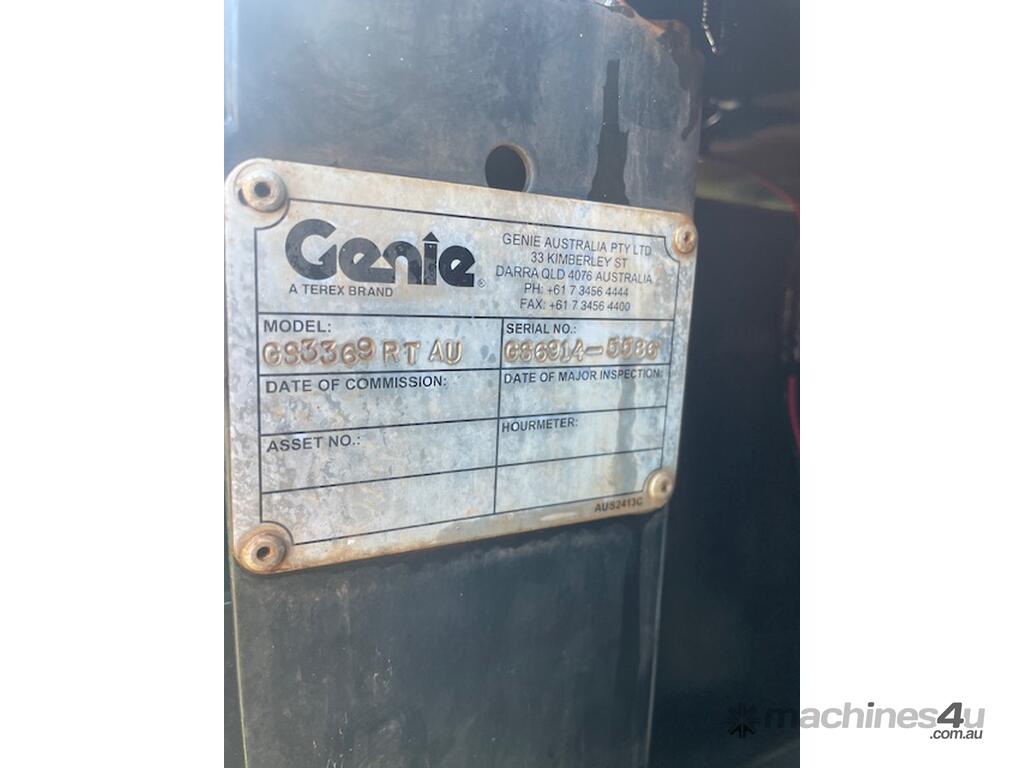 Genie®
A TEREX BRAND
GENIE AUSTRALIA PTY LTD
33 KIMBERLEY ST
DARRA QLD 4076 AUSTRALIA
PH: +61 7 3456 4444
FAX: +61 7 3456 4400
MODEL:
GS3369 RT AU
SERIAL NO.:
GS6914-5586
DATE OF COMMISSION:
DATE OF MAJOR INSPECTION:
ASSET NO.:
HOURMETER:
AUS2413C
machines4u
.com.au